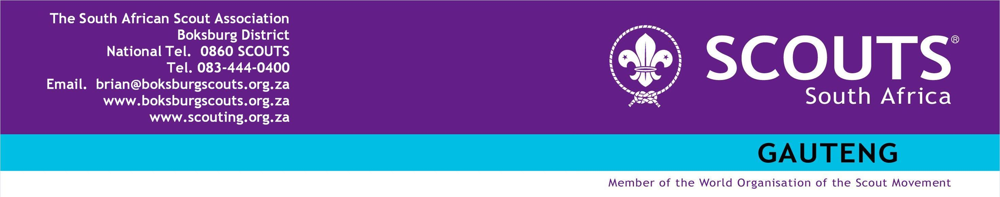 The South African Scout Association
Boksburg District
National Tel.  0860 SCOUTS
Tel. 083-444-0400
Email.  brian@boksburgscouts.org.za
www.boksburgscouts.org.za
www.scouting.org.za
SCOUTS®
South Africa
GAUTENG
Member of the World Organisation of the Scout Movement